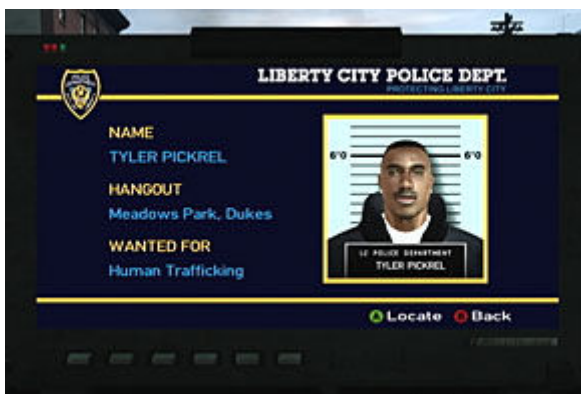 LIBERTY CITY POLICE DEPT.
PROTECTING LIBERTY CITY
NAME
TYLER PICKREL
HANGOUT
Meadows Park, Dukes
WANTED FOR
Human Trafficking
6'0 6'0
LC POLICE DEPARTMENT
TYLER PICKREL
A Locate B Back